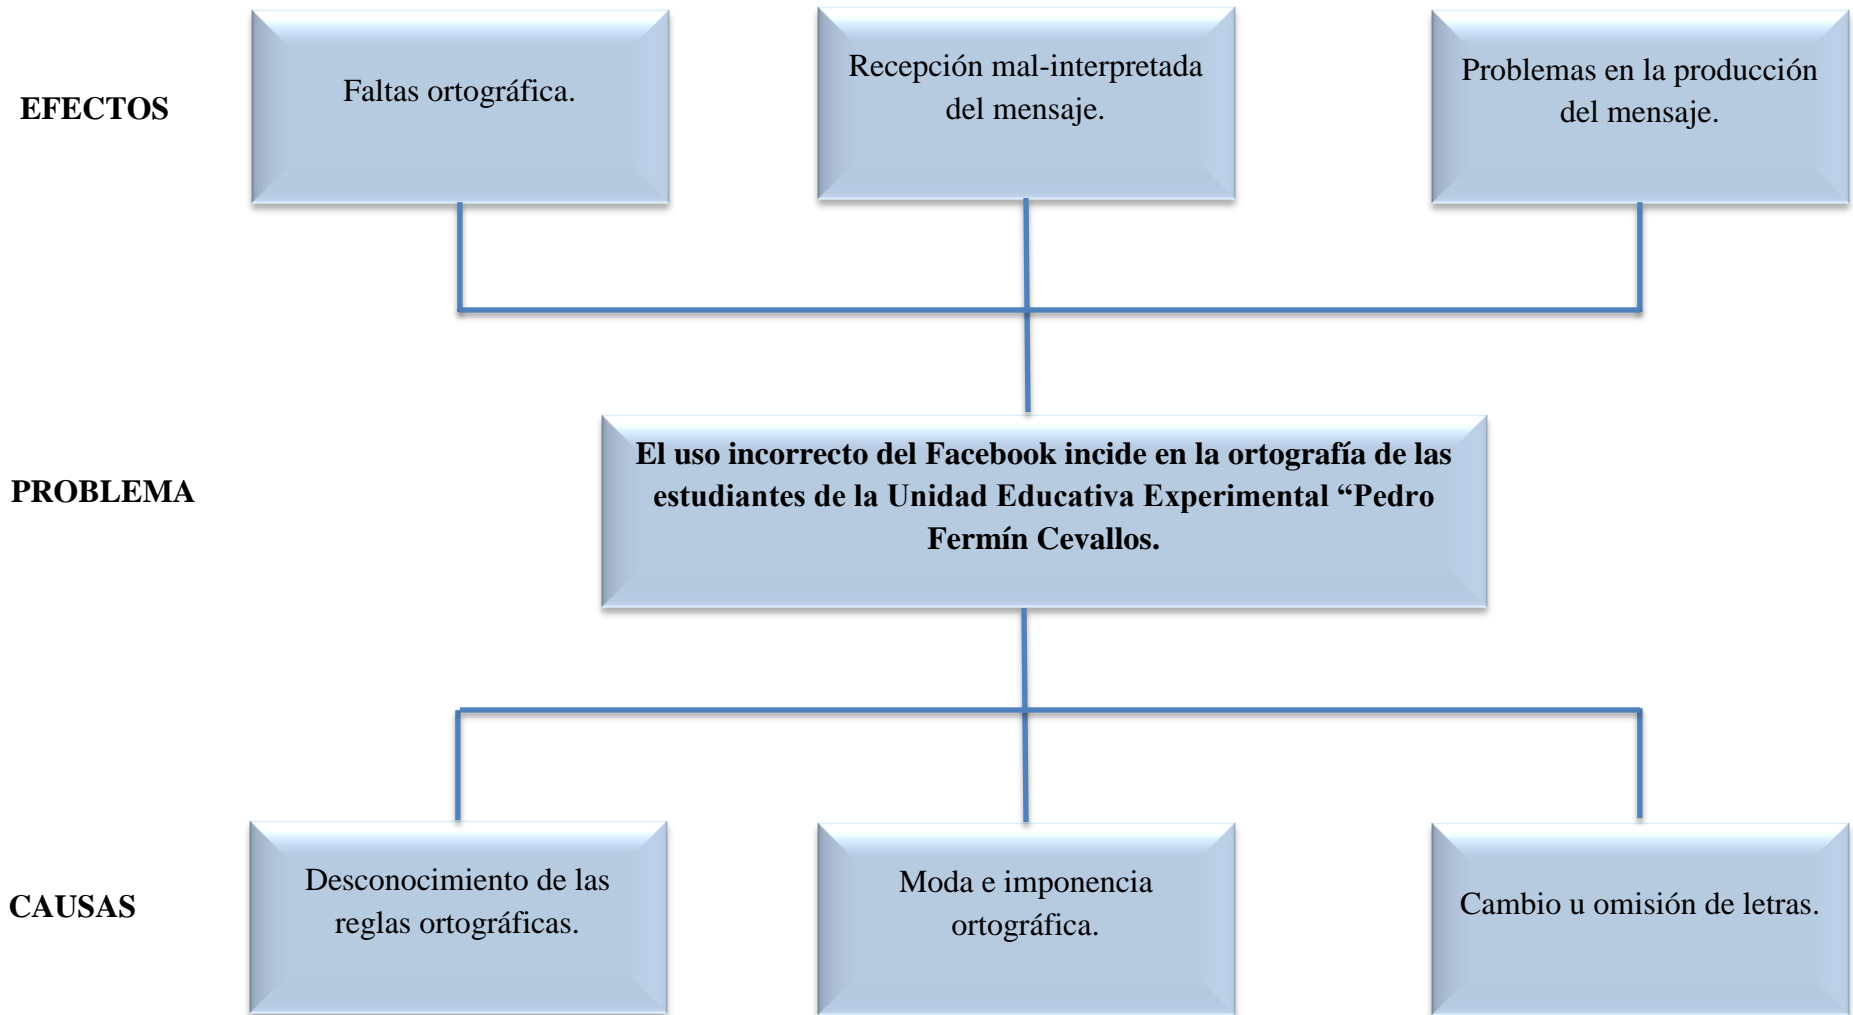 EFECTOS
Faltas ortográfica.
Recepción mal-interpretada
del mensaje.
Problemas en la producción
del mensaje.
PROBLEMA
El uso incorrecto del Facebook incide en la ortografía de las
estudiantes de la Unidad Educativa Experimental “Pedro
Fermín Cevallos.
CAUSAS
Desconocimiento de las
reglas ortográficas.
Moda e imponencia
ortográfica.
Cambio u omisión de letras.